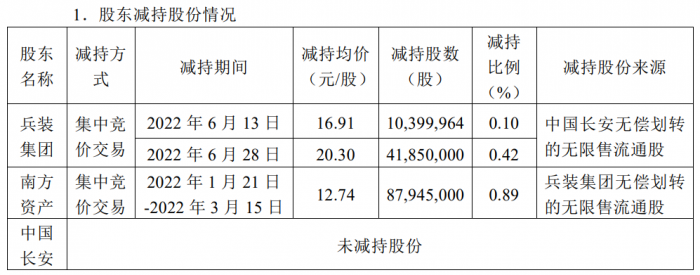 1．股东减持股份情况
股东名称 减持方式 减持期间 减持均价（元/股） 减持股数（股） 减持比例（%） 减持股份来源
兵装集团 集中竞价交易 2022 年 6 月 13 日 16.91 10,399,964 0.10 中国长安无偿划转的无限售流通股
2022 年 6 月 28 日 20.30 41,850,000 0.42
南方资产 集中竞价交易 2022 年 1 月 21 日-2022 年 3 月 15 日 12.74 87,945,000 0.89 兵装集团无偿划转的无限售流通股
中国长安 未减持股份